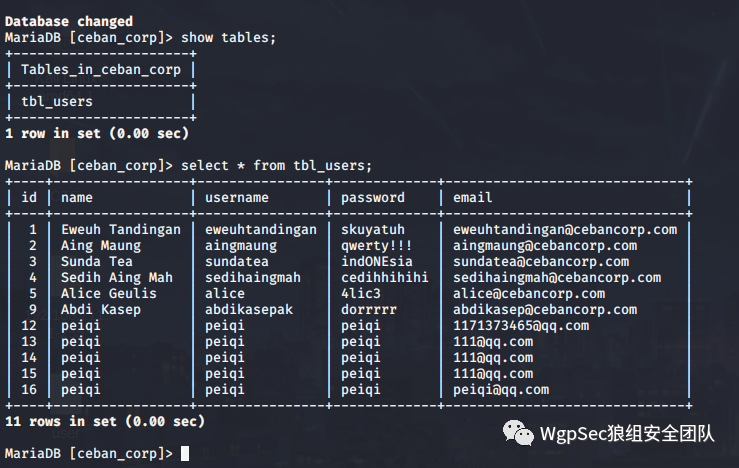 Database changed
MariaDB [ceban_corp]> show tables;
+----------------------+
| Tables_in_ceban_corp |
+----------------------+
| tbl_users            |
+----------------------+
1 row in set (0.00 sec)
MariaDB [ceban_corp]> select * from tbl_users;
+----+----------------+----------------+-------------+-----------------------------+
| id | name           | username       | password    | email                       |
+----+----------------+----------------+-------------+-----------------------------+
|  1 | Eweuh Tandingan | eweuhtandingan | skuyatuh    | eweuhtandingan@cebancorp.com |
|  2 | Aing Maung     | aingmaung      | qwerty!!!   | aingmaung@cebancorp.com     |
|  3 | Sunda Tea      | sundatea       | indONEsia   | sundatea@cebancorp.com      |
|  4 | Sedih Aing Mah | sedihaingmah   | cedihhihihi | sedihaingmah@cebancorp.com  |
|  5 | Alice Geulis   | alice          | 4lic3       | alice@cebancorp.com         |
|  9 | Abdi Kasep     | abdikasepak    | dorrrrr     | abdikasep@cebancorp.com     |
| 12 | peiqi          | peiqi          | peiqi       | 1171373465@qq.com           |
| 13 | peiqi          | peiqi          | peiqi       | 111@qq.com                  |
| 14 | peiqi          | peiqi          | peiqi       | 111@qq.com                  |
| 15 | peiqi          | peiqi          | peiqi       | 111@qq.com                  |
| 16 | peiqi          | peiqi          | peiqi       | peiqi@qq.com                |
+----+----------------+----------------+-------------+-----------------------------+
11 rows in set (0.00 sec)
WgpSec狼组安全团队
MariaDB [ceban_corp]>